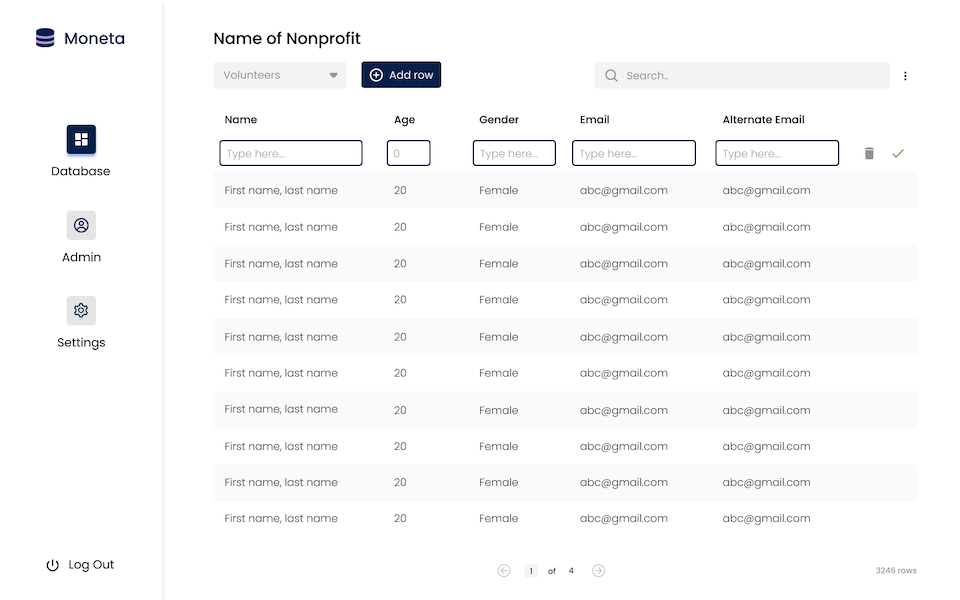 Moneta
Database
Admin
Settings
Log Out
Name of Nonprofit
Volunteers
Add row
Search..
Name Age Gender Email Alternate Email
Type here... 0 Type here... Type here... Type here...
First name, last name 20 Female abc@gmail.com abc@gmail.com
First name, last name 20 Female abc@gmail.com abc@gmail.com
First name, last name 20 Female abc@gmail.com abc@gmail.com
First name, last name 20 Female abc@gmail.com abc@gmail.com
First name, last name 20 Female abc@gmail.com abc@gmail.com
First name, last name 20 Female abc@gmail.com abc@gmail.com
First name, last name 20 Female abc@gmail.com abc@gmail.com
First name, last name 20 Female abc@gmail.com abc@gmail.com
First name, last name 20 Female abc@gmail.com abc@gmail.com
First name, last name 20 Female abc@gmail.com abc@gmail.com
1 of 4
3246 rows